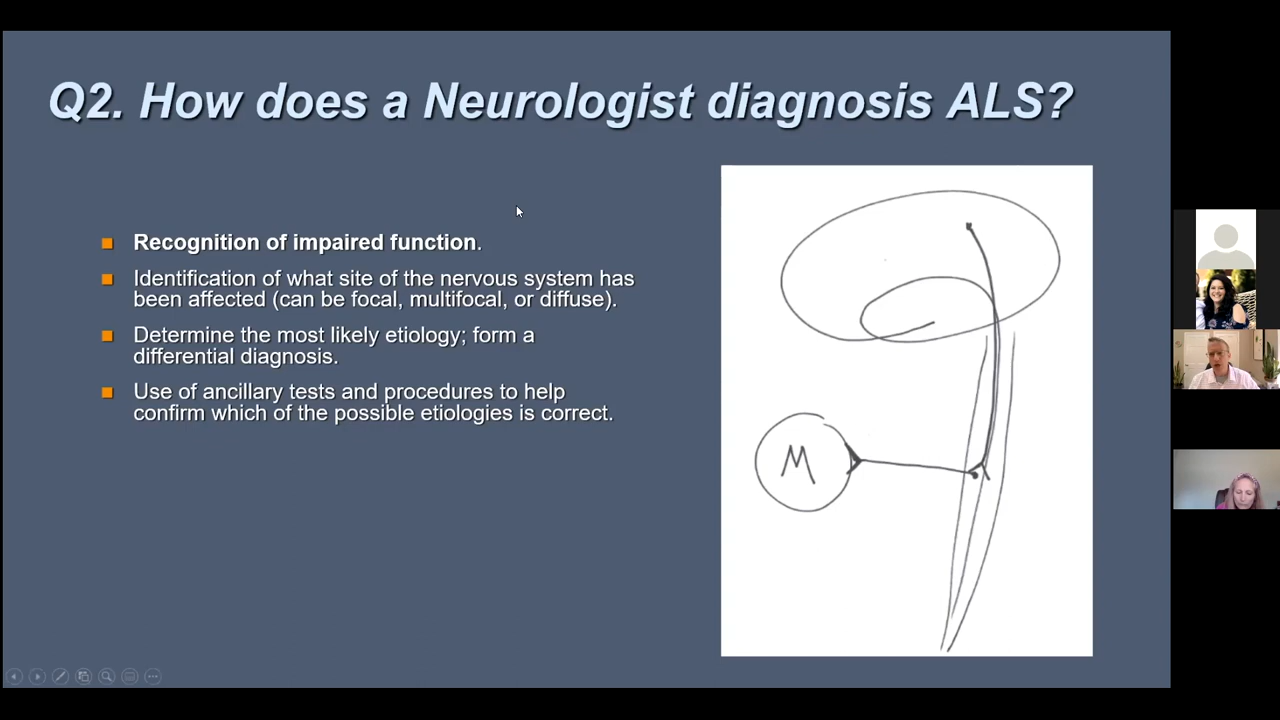 Q2. How does a Neurologist diagnosis ALS?
Recognition of impaired function.
Identification of what site of the nervous system has
been affected (can be focal, multifocal, or diffuse).
Determine the most likely etiology; form a
differential diagnosis.
Use of ancillary tests and procedures to help
confirm which of the possible etiologies is correct.
M